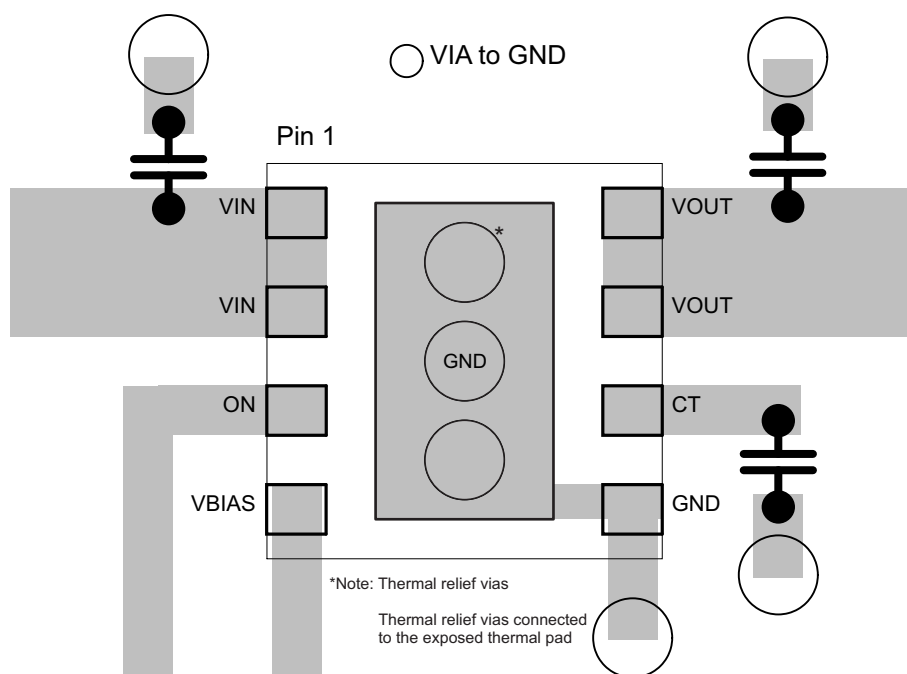 VIA to GND
Pin 1
VIN
VOUT
*
VIN
GND
VOUT
ON
CT
VBIAS
GND
*Note: Thermal relief vias
Thermal relief vias connected
to the exposed thermal pad